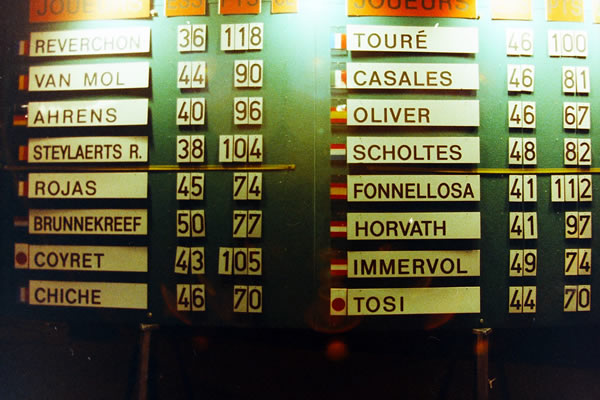 JOUEURS
REVERCHON 36 118
VAN MOL 44 90
AHRENS 40 96
STEYLAERTS R. 38 104
ROJAS 45 74
BRUNNEKREEF 50 77
COYRET 43 105
CHICHE 46 70
JOUEURS
TOURÉ 46 100
CASALES 46 81
OLIVER 46 67
SCHOLTES 48 82
FONNELLOSA 41 112
HORVATH 41 97
IMMERVOL 49 74
TOSI 44 70